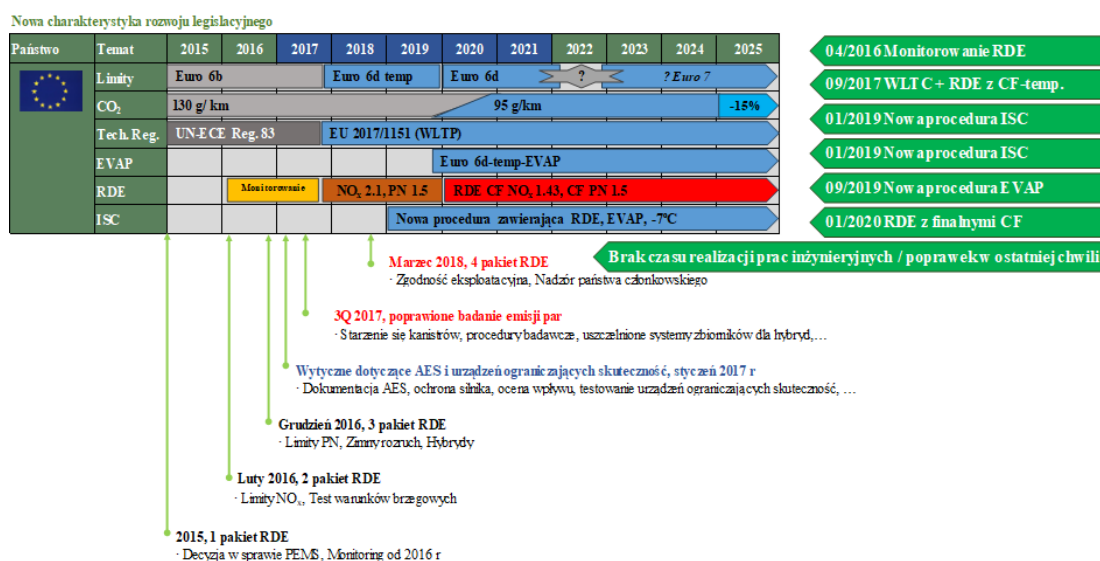 Nowa charakterystyka rozwoju legislacyjnego
Państwo Temat 2015 2016 2017 2018 2019 2020 2021 2022 2023 2024 2025
Limity Euro 6b Euro 6d temp Euro 6d ? ? Euro 7
CO₂ 130 g/ km 95 g/km -15%
Tech. Reg. UN-ECE Reg. 83 EU 2017/1151 (WLTP)
EVAP Euro 6d-temp-EVAP
RDE Monitorowanie NOₓ 2.1, PN 1.5 RDE CF NOₓ 1.43, CF PN 1.5
ISC Nowa procedura zawierająca RDE, EVAP, -7ºC
04/2016 Monitorowanie RDE
09/2017 WLTC + RDE z CF-temp.
01/2019 Nowa procedura ISC
01/2019 Nowa procedura ISC
09/2019 Nowa procedura EVAP
01/2020 RDE z finalnymi CF
Brak czasu realizacji prac inżynieryjnych / poprawek w ostatniej chwili
Marzec 2018, 4 pakiet RDE
· Zgodność eksploatacyjna, Nadzór państwa członkowskiego
3Q 2017, poprawione badanie emisji par
· Starzenie się kanistrów, procedury badawcze, uszczelnione systemy zbiorników dla hybryd,…
Wytyczne dotyczące AES i urządzeń ograniczających skuteczność, styczeń 2017 r
· Dokumentacja AES, ochrona silnika, ocena wpływu, testowanie urządzeń ograniczających skuteczność, …
Grudzień 2016, 3 pakiet RDE
· Limity PN, Zimny rozruch, Hybrydy
Luty 2016, 2 pakiet RDE
· Limity NOₓ, Test warunków brzegowych
2015, 1 pakiet RDE
· Decyzja w sprawie PEMS, Monitoring od 2016 r